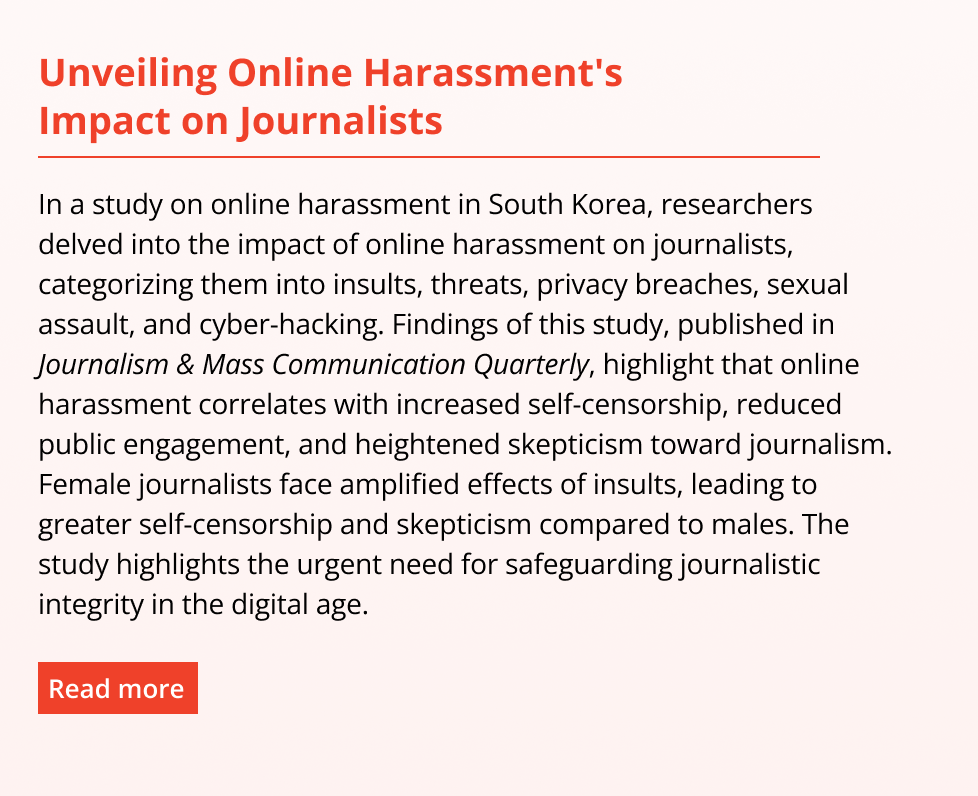 Unveiling Online Harassment's
Impact on Journalists
In a study on online harassment in South Korea, researchers
delved into the impact of online harassment on journalists,
categorizing them into insults, threats, privacy breaches, sexual
assault, and cyber-hacking. Findings of this study, published in
Journalism & Mass Communication Quarterly, highlight that online
harassment correlates with increased self-censorship, reduced
public engagement, and heightened skepticism toward journalism.
Female journalists face amplified effects of insults, leading to
greater self-censorship and skepticism compared to males. The
study highlights the urgent need for safeguarding journalistic
integrity in the digital age.
Read more